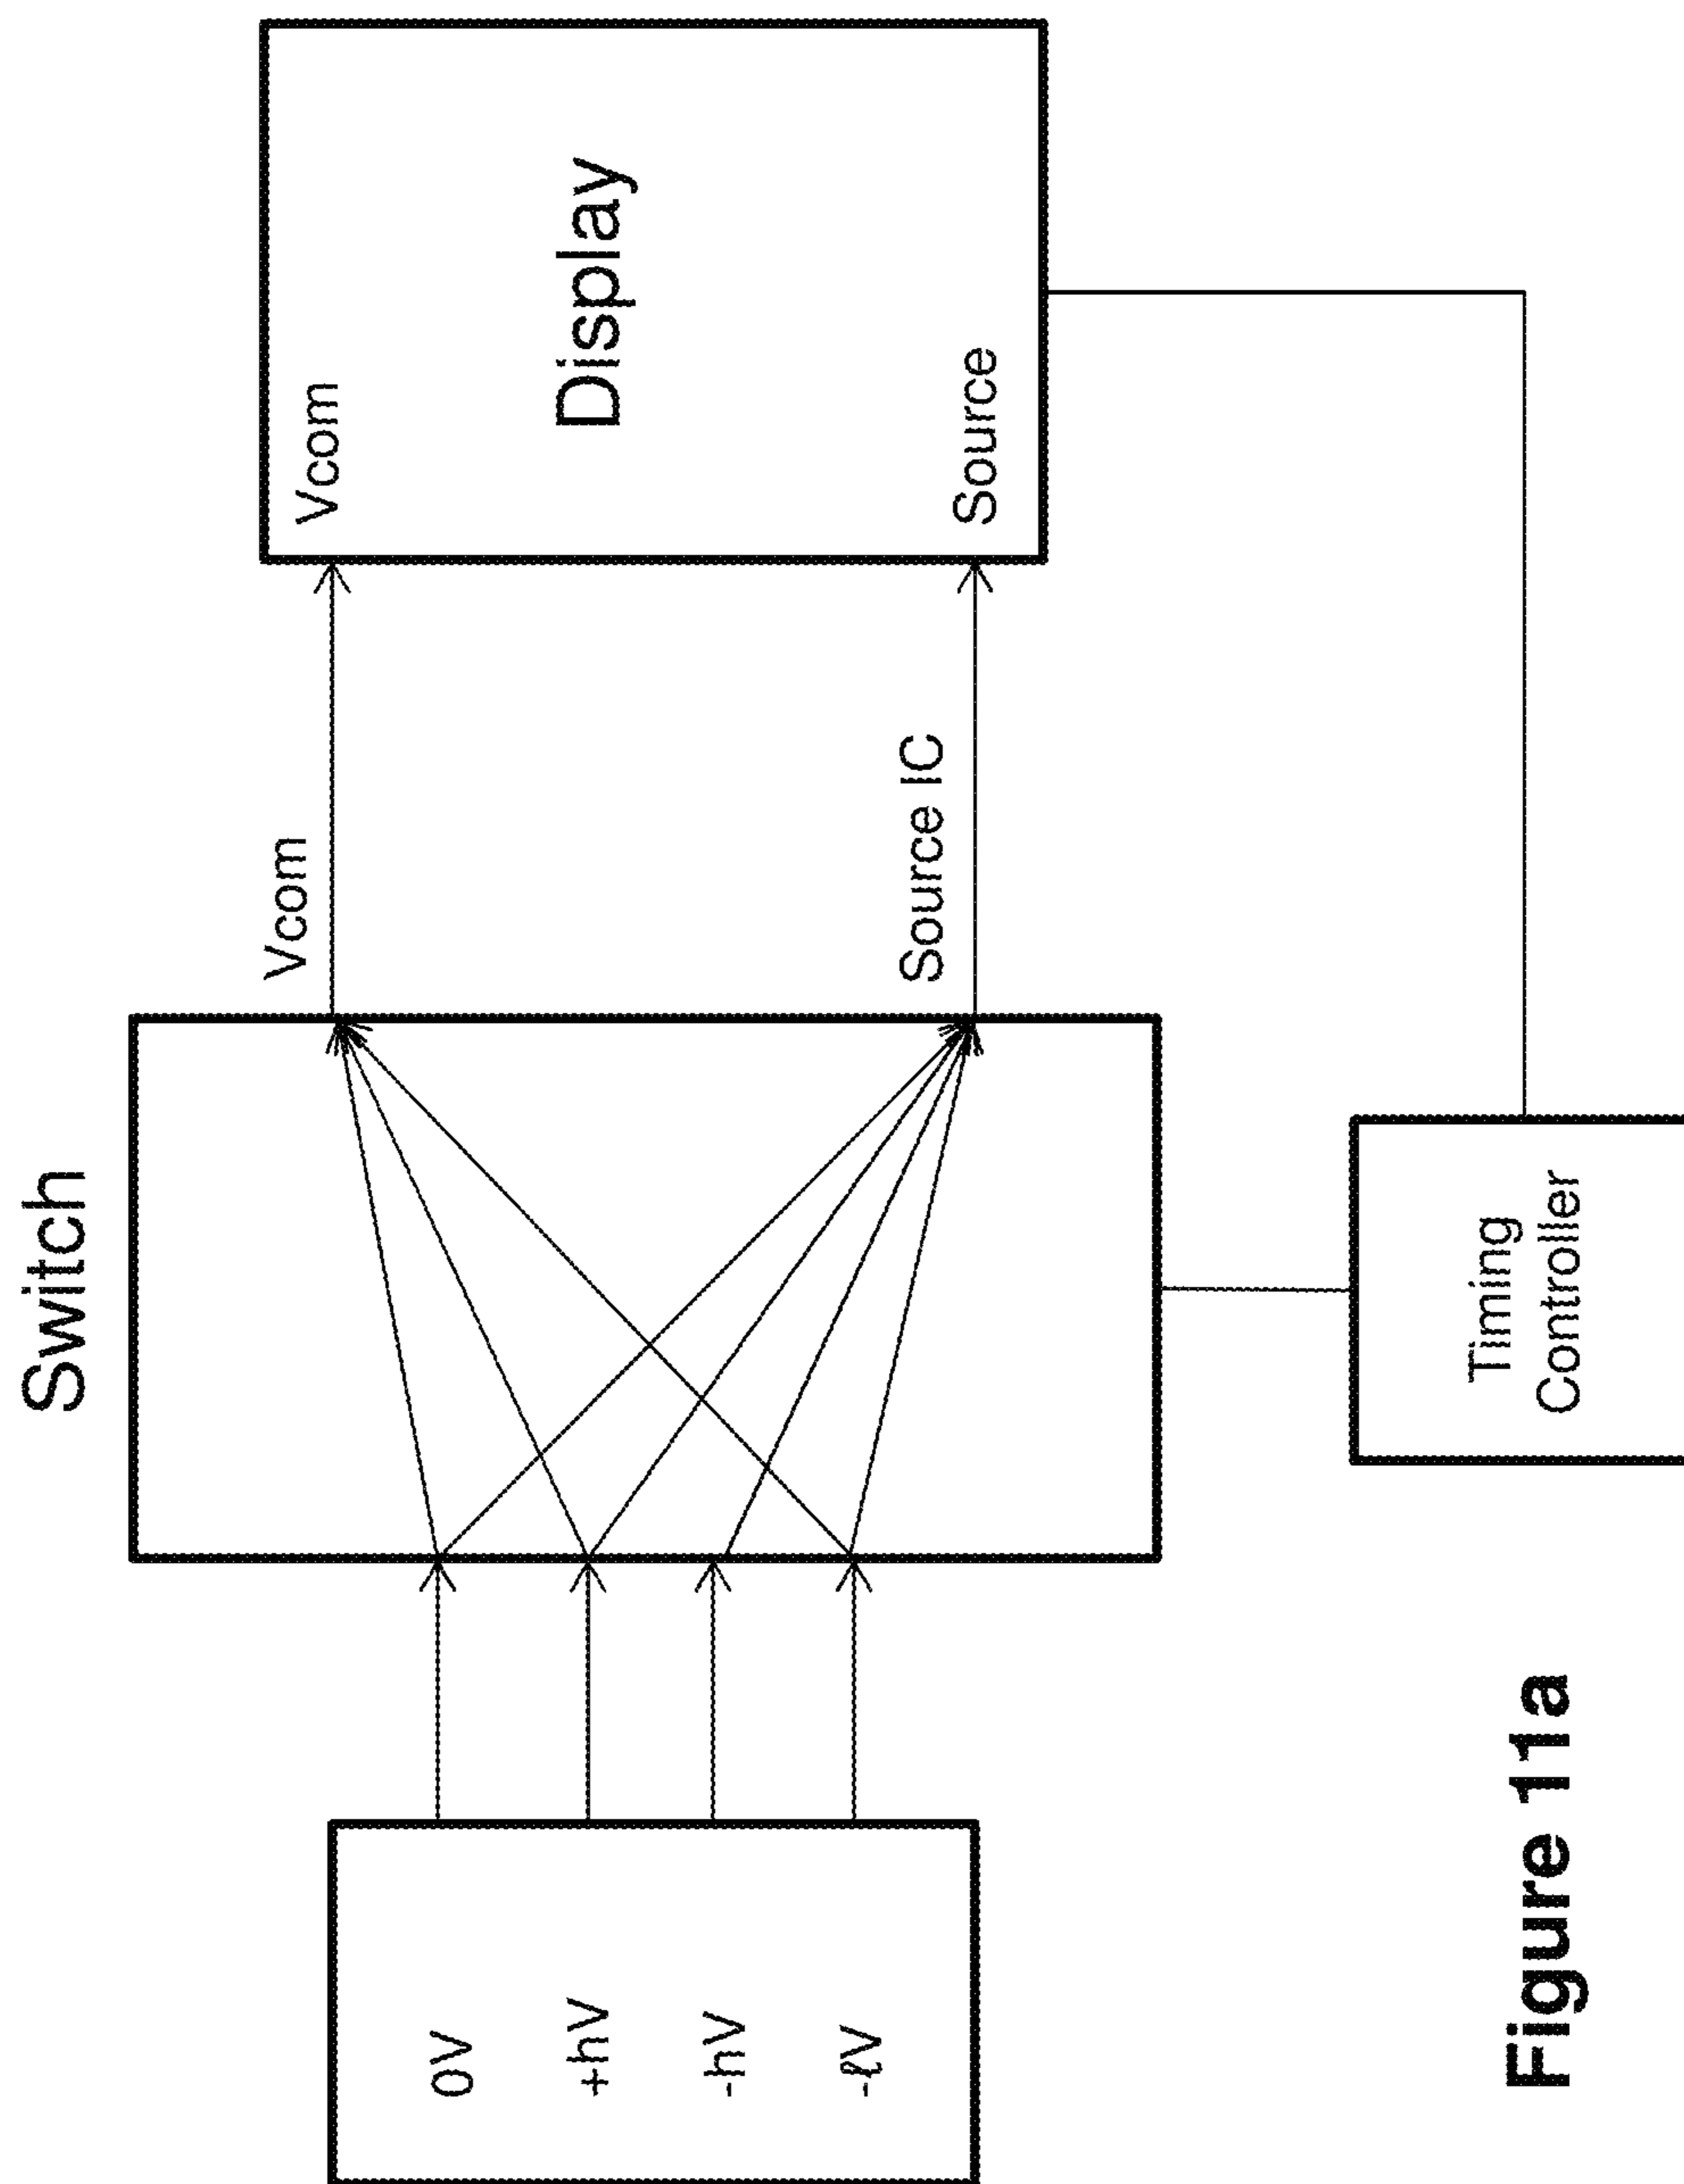 Switch
0V
+hV
-hV
-ℓV
Vcom
Source IC
Vcom
Display
Source
Timing
Controller
Figure 11a